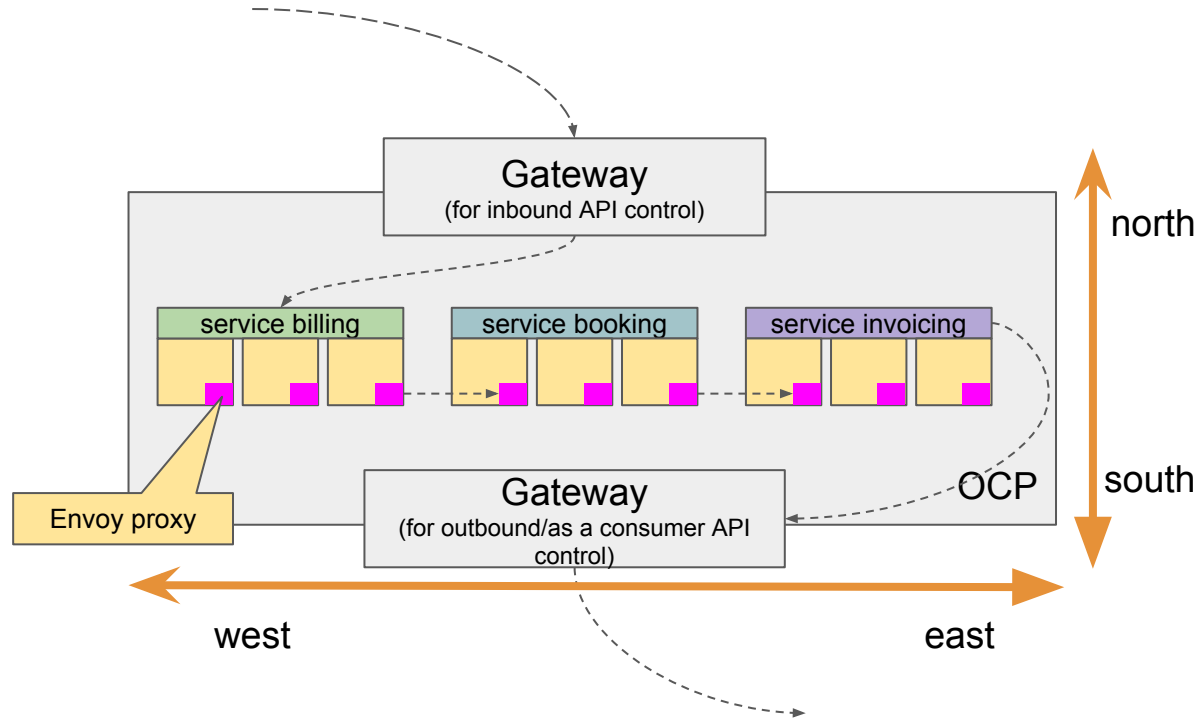 Gateway
(for inbound API control)
north
service billing
service booking
service invoicing
OCP
south
Gateway
(for outbound/as a consumer API
control)
Envoy proxy
west
east